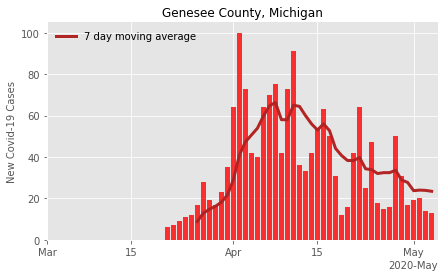 Genesee County, Michigan
7 day moving average
New Covid-19 Cases
100
80
60
40
20
0
Mar
15
Apr
15
May
2020-May